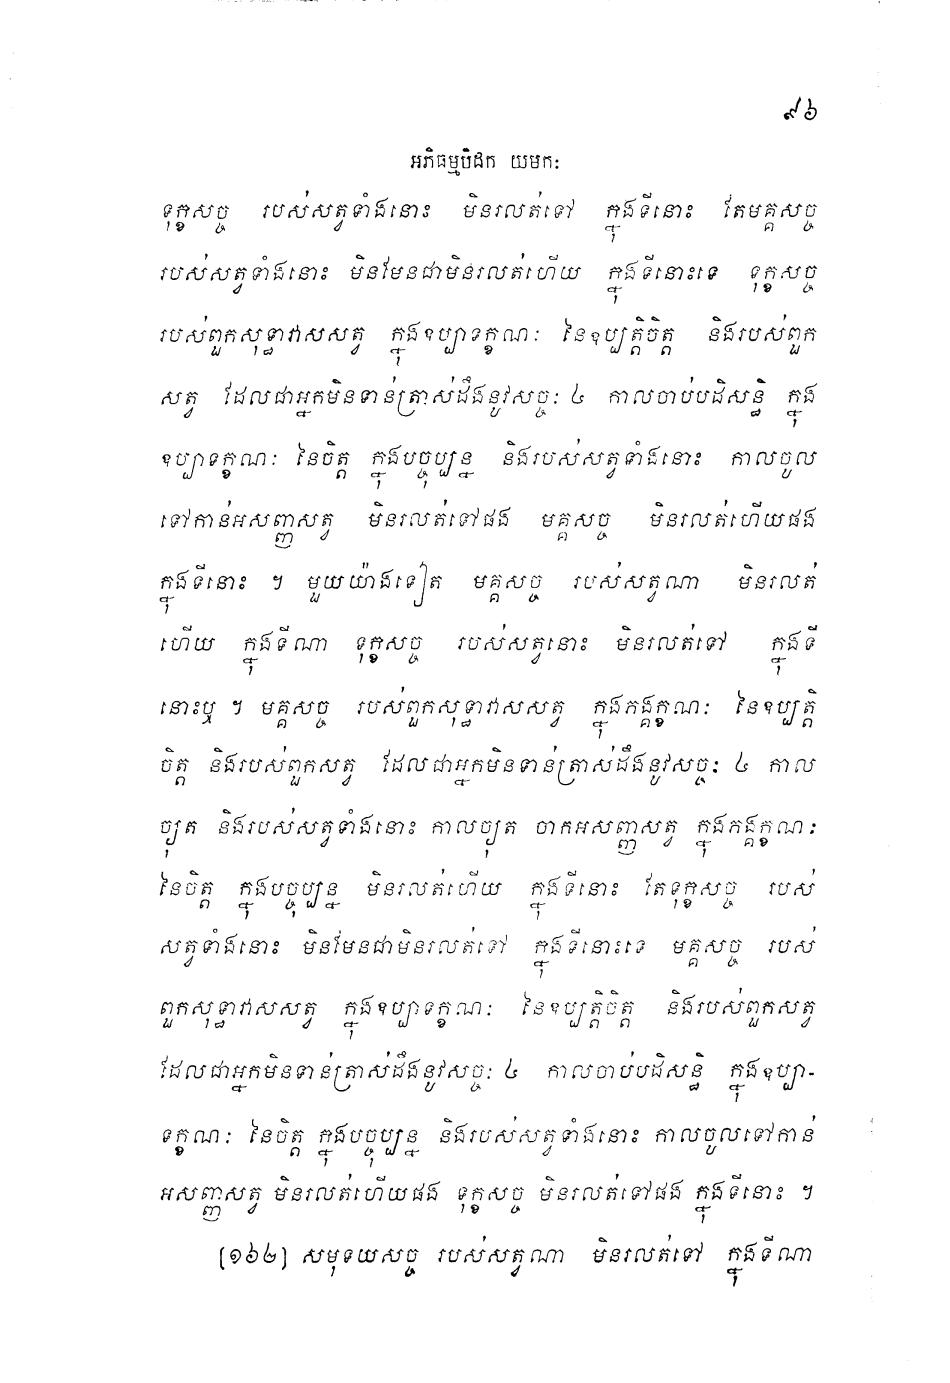 ៩៦
អភិធម្មបិដក យមកៈ
ទុក្ខសច្ច របស់សត្វទាំងនោះ មិនរលត់ទៅ ក្នុងទីនោះ តែមគ្គសច្ច
របស់សត្វទាំងនោះ មិនមែនជាមិនរលត់ហើយ ក្នុងទីនោះទេ ទុក្ខសច្ច
របស់ពួកសុទ្ធាវាសសត្វ ក្នុងឧប្បាទក្ខណៈ នៃឧប្បត្តិចិត្ត និងរបស់ពួក
សត្វ ដែលជាអ្នកមិនទាន់ត្រាស់ដឹងនូវសច្ចៈ ៤ កាលចាប់បដិសន្ធិ ក្នុង
ឧប្បាទក្ខណៈ នៃចិត្ត ក្នុងបច្ចុប្បន្ន និងរបស់សត្វទាំងនោះ កាលចូល
ទៅកាន់អសញ្ញសត្វ មិនរលត់ទៅផង មគ្គសច្ច មិនរលត់ហើយផង
ក្នុងទីនោះ ។ មួយយ៉ាងទៀត មគ្គសច្ច របស់សត្វណា មិនរលត់
ហើយ ក្នុងទីណា ទុក្ខសច្ច របស់សត្វនោះ មិនរលត់ទៅ ក្នុងទី
នោះឬ ។ មគ្គសច្ច របស់ពួកសុទ្ធាវាសសត្វ ក្នុងភង្គក្ខណៈ នៃឧប្បត្តិ
ចិត្ត និងរបស់ពួកសត្វ ដែលជាអ្នកមិនទាន់ត្រាស់ដឹងនូវសច្ចៈ ៤ កាល
ច្យុត និងរបស់សត្វទាំងនោះ កាលច្យុត ចាកអសញ្ញសត្វ ក្នុងភង្គក្ខណៈ
នៃចិត្ត ក្នុងបច្ចុប្បន្ន មិនរលត់ហើយ ក្នុងទីនោះ តែទុក្ខសច្ច របស់
សត្វទាំងនោះ មិនមែនជាមិនរលត់ទៅ ក្នុងទីនោះទេ មគ្គសច្ច របស់
ពួកសុទ្ធាវាសសត្វ ក្នុងឧប្បាទក្ខណៈ នៃឧប្បត្តិចិត្ត និងរបស់ពួកសត្វ
ដែលជាអ្នកមិនទាន់ត្រាស់ដឹងនូវសច្ចៈ ៤ កាលចាប់បដិសន្ធិ ក្នុងឧប្បា-
ទក្ខណៈ នៃចិត្ត ក្នុងបច្ចុប្បន្ន និងរបស់សត្វទាំងនោះ កាលចូលទៅកាន់
អសញ្ញសត្វ មិនរលត់ហើយផង ទុក្ខសច្ច មិនរលត់ទៅផង ក្នុងទីនោះ ។
[១៦២] សមុទយសច្ច របស់សត្វណា មិនរលត់ទៅ ក្នុងទីណា